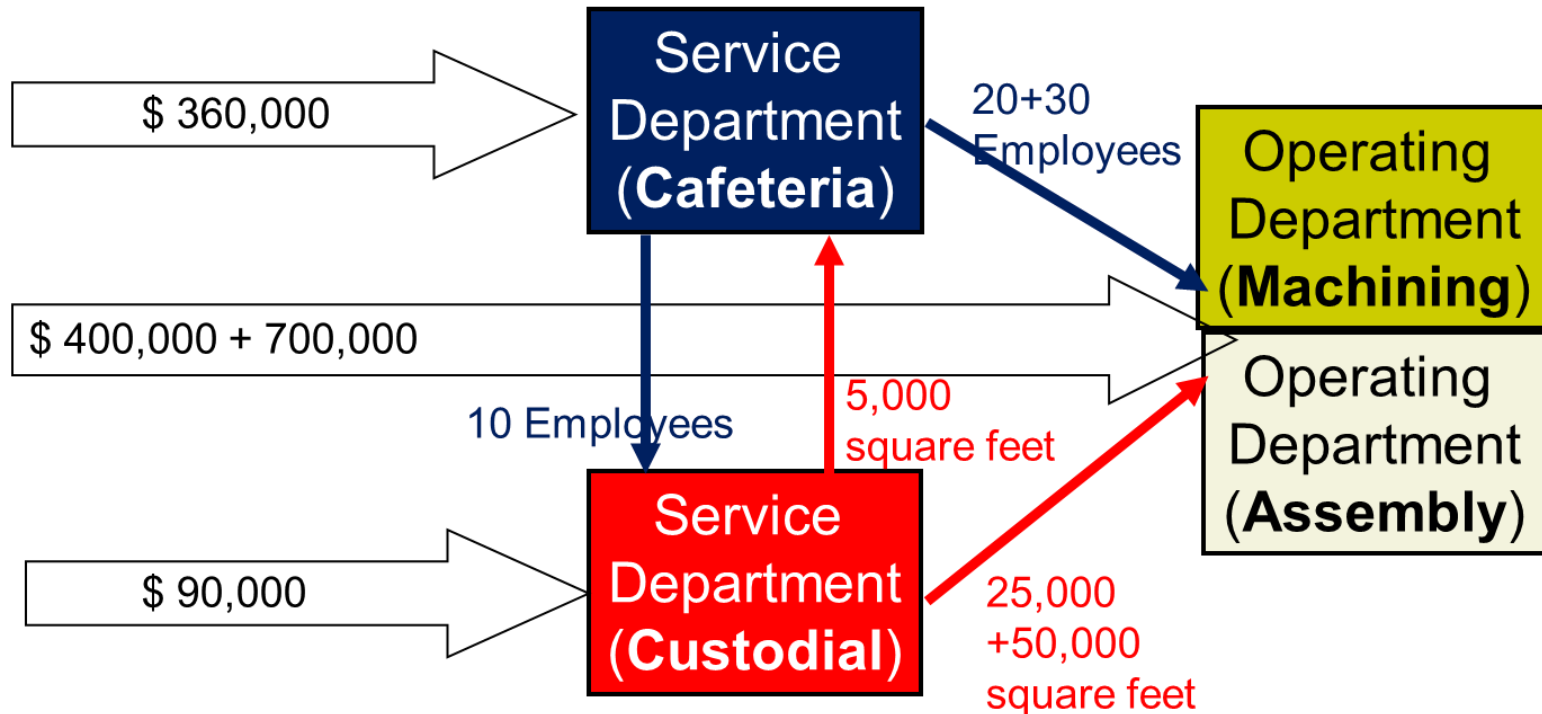 $ 360,000
Service
Department
(Cafeteria)
20+30
Employees
Operating
Department
(Machining)
$ 400,000 + 700,000
10 Employees
5,000
square feet
Operating
Department
(Assembly)
$ 90,000
Service
Department
(Custodial)
25,000
+50,000
square feet